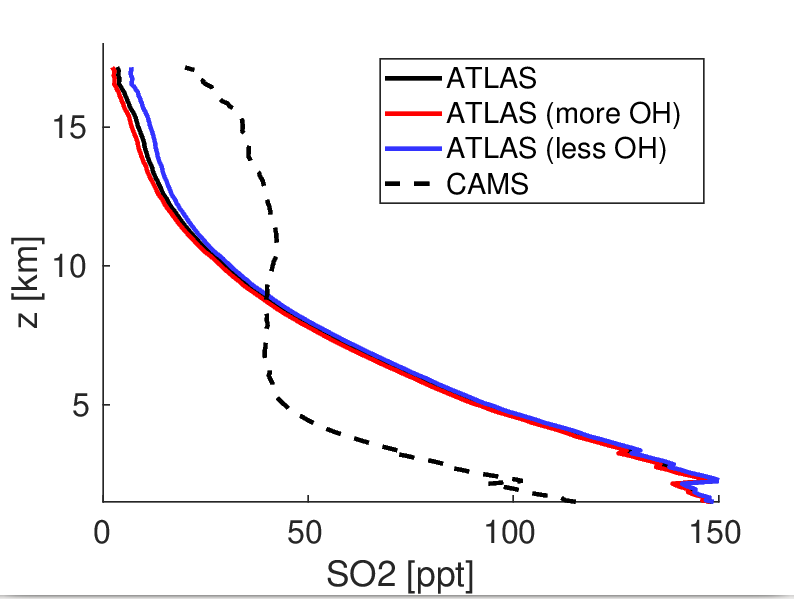 ATLAS
ATLAS (more OH)
ATLAS (less OH)
CAMS
15
10
5
z [km]
0
50
100
150
SO2 [ppt]